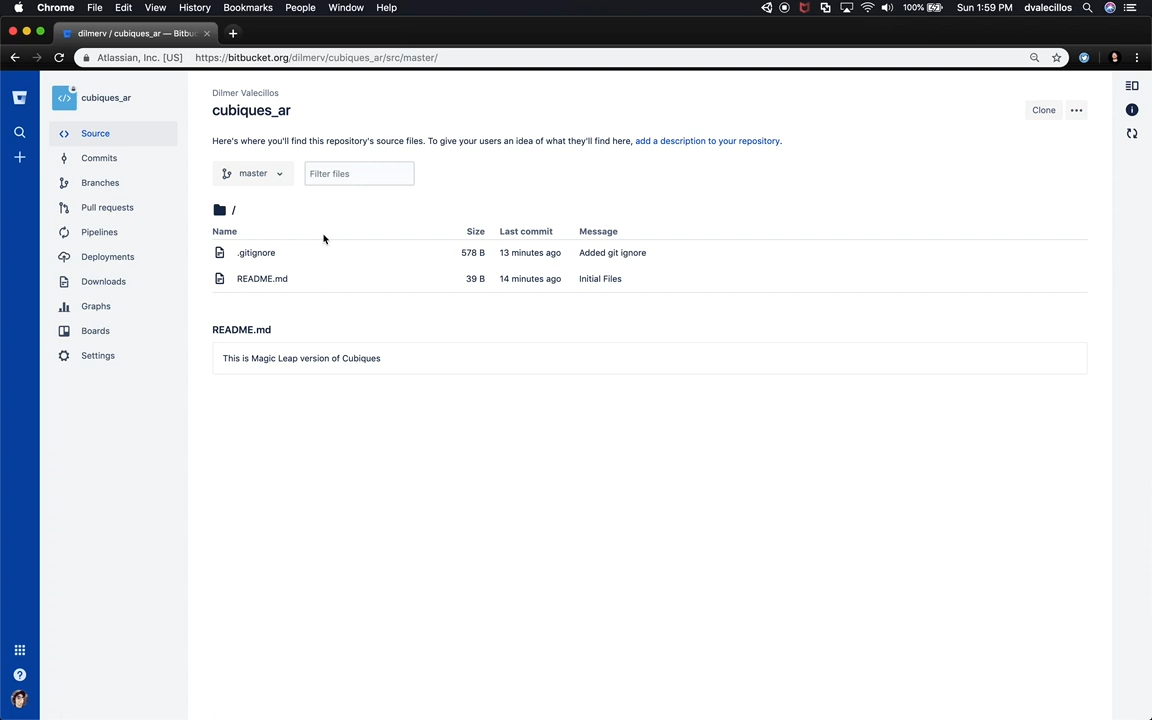 Chrome File Edit View History Bookmarks People Window Help 100% Sun 1:59 PM dvalecillos
dilmerv / cubiques_ar — Bitbuc
Atlassian, Inc. [US] https://bitbucket.org/dilmerv/cubiques_ar/src/master/
cubiques_ar
Source
Commits
Branches
Pull requests
Pipelines
Deployments
Downloads
Graphs
Boards
Settings
Dilmer Valecillos
cubiques_ar
Clone
Here's where you'll find this repository's source files. To give your users an idea of what they'll find here, add a description to your repository.
master Filter files
/
Name Size Last commit Message
.gitignore 578 B 13 minutes ago Added git ignore
README.md 39 B 14 minutes ago Initial Files
README.md
This is Magic Leap version of Cubiques